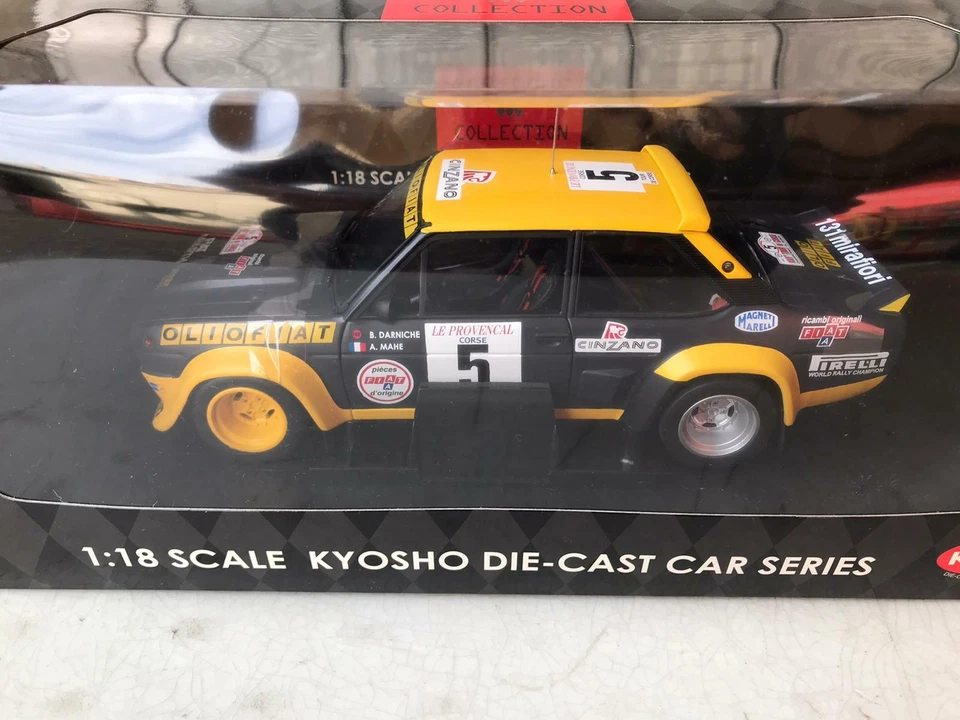 COLLECTION
COLLECTION
1:18 SCA
CINZANO
5
131 mirafiori
OLIOFIAT
B. DARNICHE
A. MAHE
LE PROVENCAL
CORSE
5
pièces
FIAT
d'origine
CINZANO
MAGNETI
MARELLI
ricambi originali
FIAT
PIRELLI
WORLD RALLY CHAMPION
1:18 SCALE KYOSHO DIE-CAST CAR SERIES